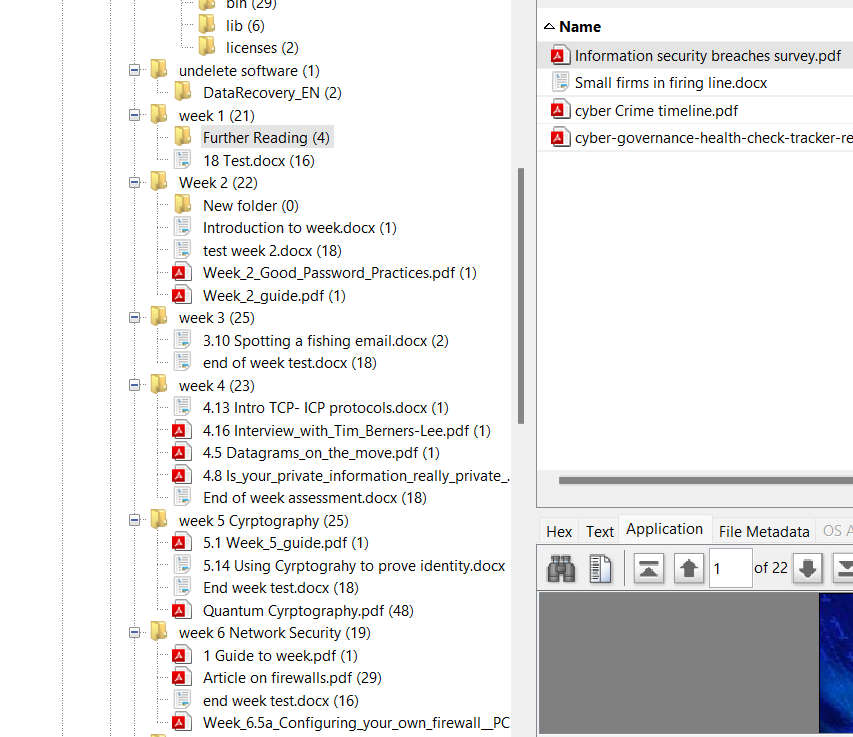 bin (29)
lib (6)
licenses (2)
undelete software (1)
DataRecovery_EN (2)
week 1 (21)
Further Reading (4)
18 Test.docx (16)
Week 2 (22)
New folder (0)
Introduction to week.docx (1)
test week 2.docx (18)
Week_2_Good_Password_Practices.pdf (1)
Week_2_guide.pdf (1)
week 3 (25)
3.10 Spotting a fishing email.docx (2)
end of week test.docx (18)
week 4 (23)
4.13 Intro TCP- ICP protocols.docx (1)
4.16 Interview_with_Tim_Berners-Lee.pdf (1)
4.5 Datagrams_on_the_move.pdf (1)
4.8 Is_your_private_information_really_private_.
End of week assessment.docx (18)
week 5 Cyrptography (25)
5.1 Week_5_guide.pdf (1)
5.14 Using Cyrptograhy to prove identity.docx
End week test.docx (18)
Quantum Cyrptography.pdf (48)
week 6 Network Security (19)
1 Guide to week.pdf (1)
Article on firewalls.pdf (29)
end week test.docx (16)
Week_6.5a_Configuring_your_own_firewall__PC
Name
Information security breaches survey.pdf
Small firms in firing line.docx
cyber Crime timeline.pdf
cyber-governance-health-check-tracker-re
Hex Text Application File Metadata OS A
1 of 22